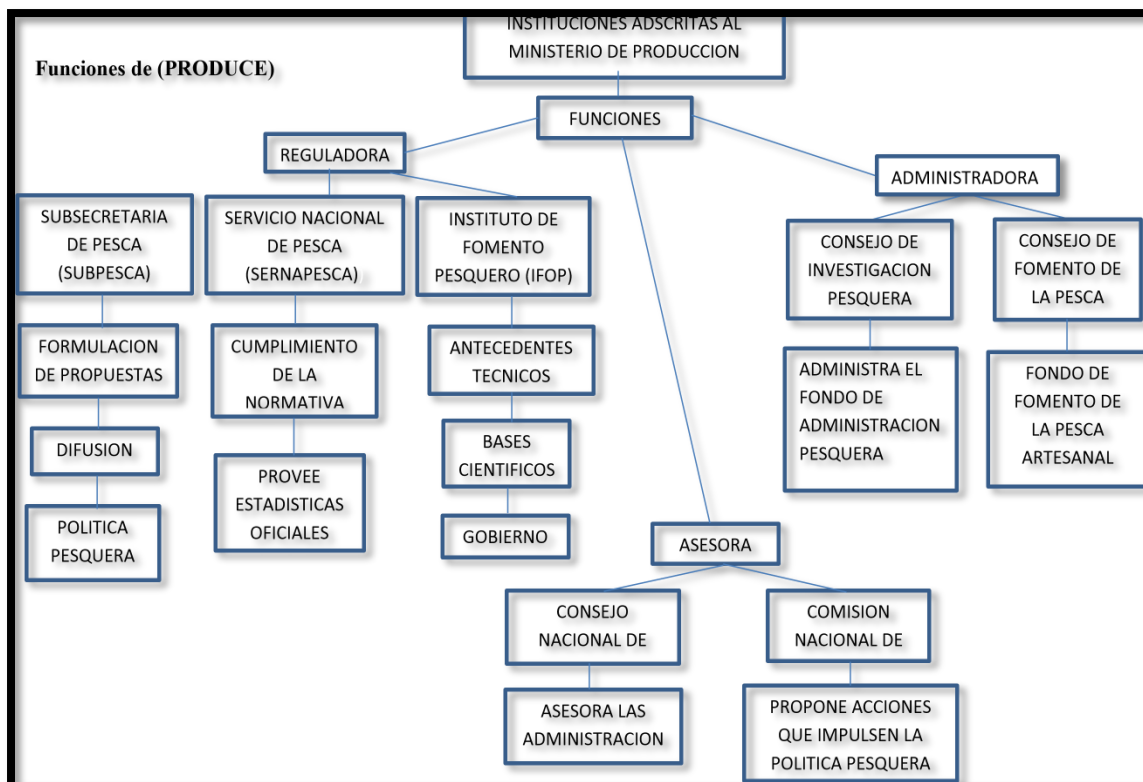 INSTITUCIONES ADSCRITAS AL
MINISTERIO DE PRODUCCION
Funciones de (PRODUCE)
FUNCIONES
REGULADORA
ADMINISTRADORA
SUBSECRETARIA
DE PESCA
(SUBPESCA)
SERVICIO NACIONAL
DE PESCA
(SERNAPESCA)
INSTITUTO DE
FOMENTO
PESQUERO (IFOP)
CONSEJO DE
INVESTIGACION
PESQUERA
CONSEJO DE
FOMENTO DE
LA PESCA
FORMULACION
DE PROPUESTAS
CUMPLIMIENTO
DE LA
NORMATIVA
ANTECEDENTES
TECNICOS
ADMINISTRA EL
FONDO DE
ADMINISTRACION
PESQUERA
FONDO DE
FOMENTO DE
LA PESCA
ARTESANAL
DIFUSION
PROVEE
ESTADISTICAS
OFICIALES
BASES
CIENTIFICOS
POLITICA
PESQUERA
GOBIERNO
ASESORA
CONSEJO
NACIONAL DE
COMISION
NACIONAL DE
ASESORA LAS
ADMINISTRACION
PROPONE ACCIONES
QUE IMPULSEN LA
POLITICA PESQUERA